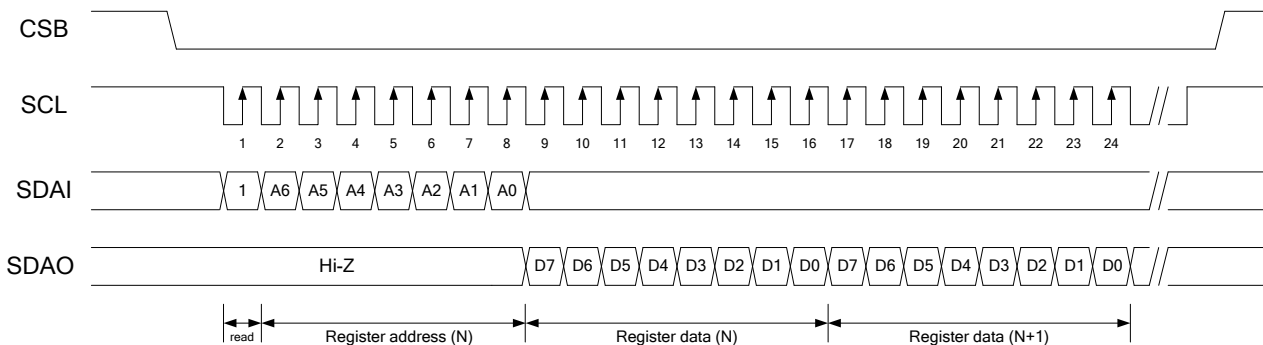 CSB
SCL
1 2 3 4 5 6 7 8 9 10 11 12 13 14 15 16 17 18 19 20 21 22 23 24
SDAI 1 A6 A5 A4 A3 A2 A1 A0
SDAO Hi-Z D7 D6 D5 D4 D3 D2 D1 D0 D7 D6 D5 D4 D3 D2 D1 D0
read Register address (N) Register data (N) Register data (N+1)